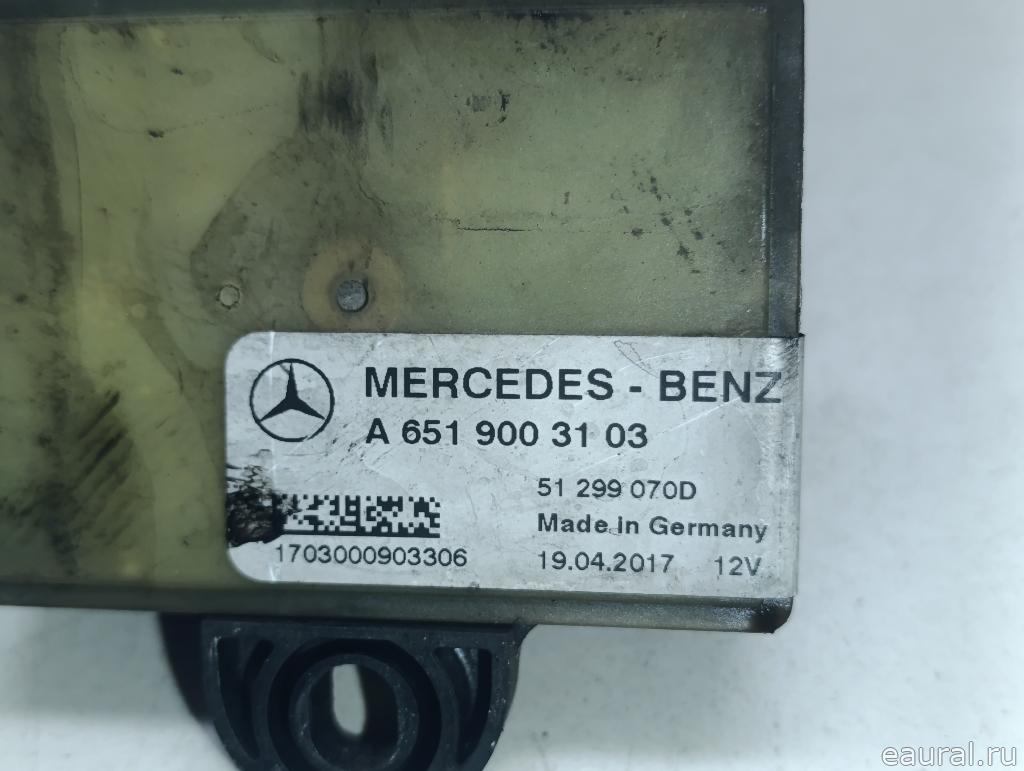 MERCEDES - BENZ
A 651 900 31 03
51 299 070D
Made in Germany
1703000903306
19.04.2017 12V
eaural.ru